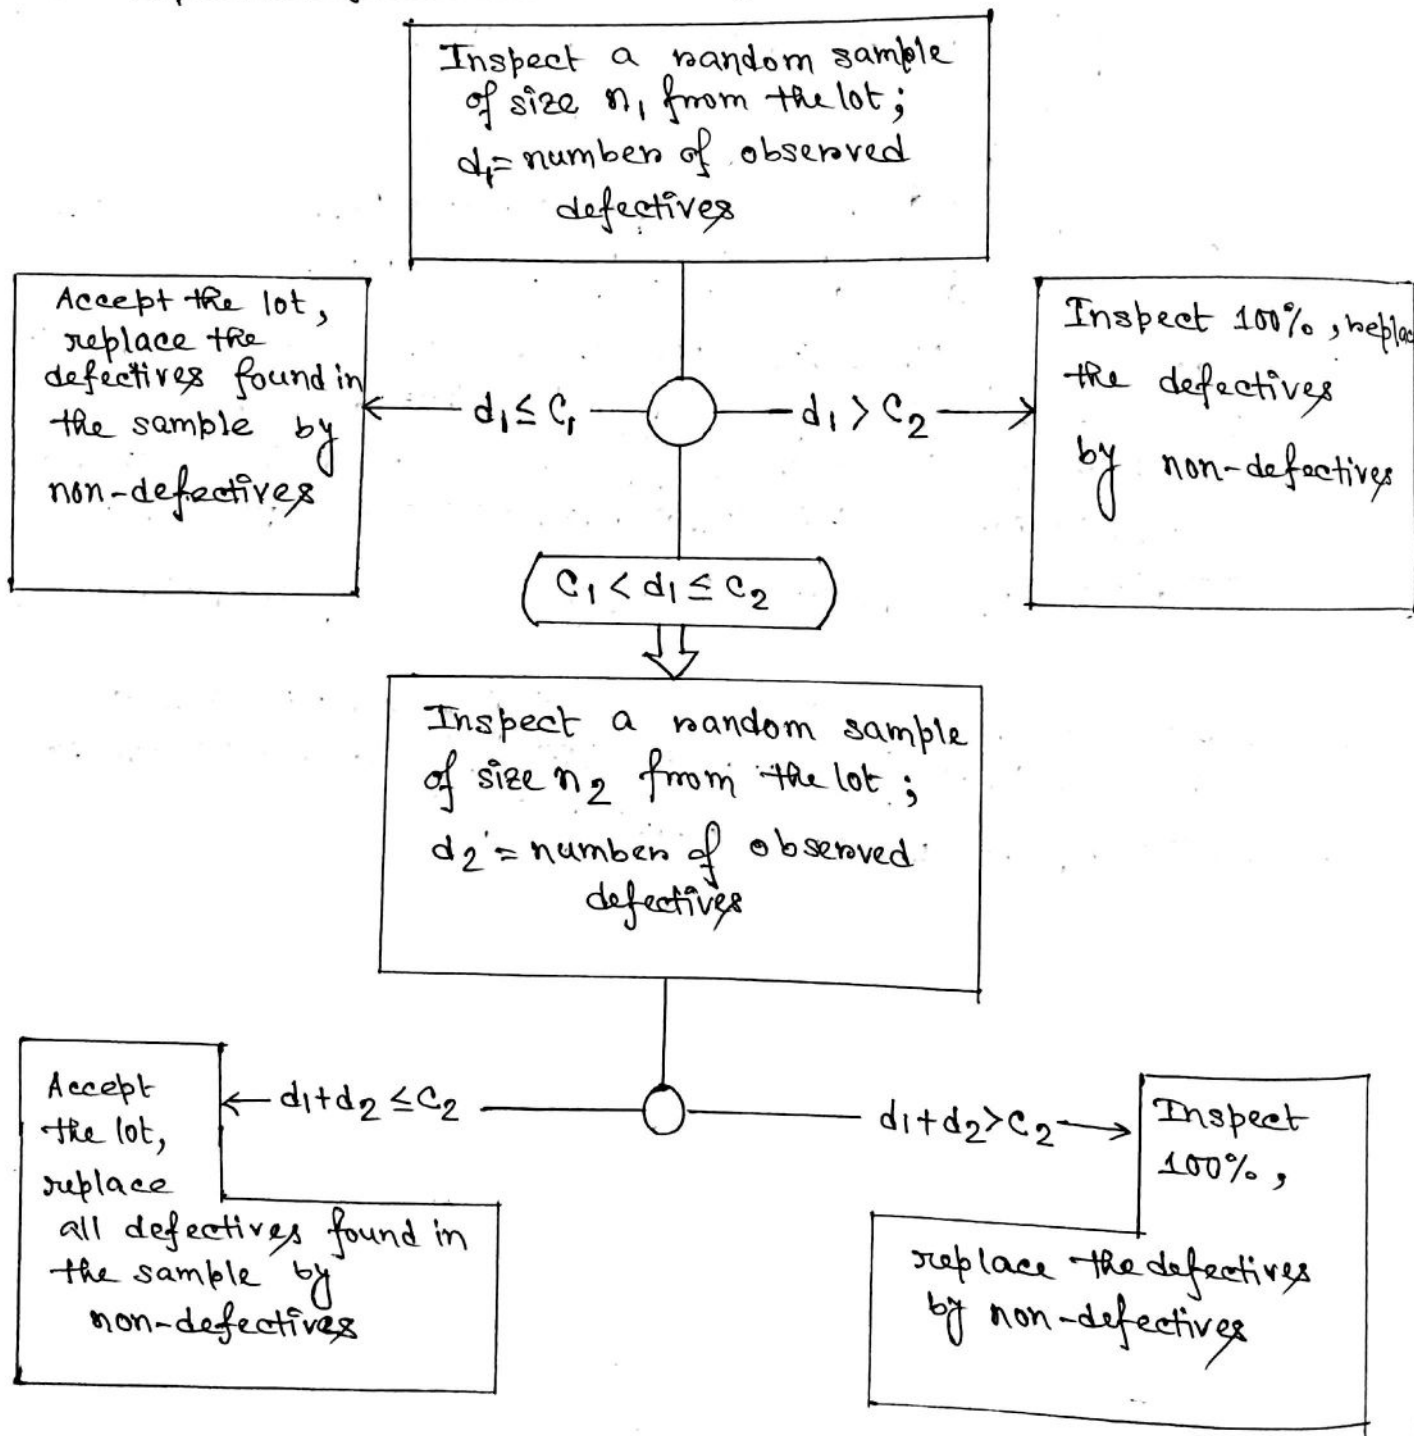 Inspect a random sample
of size n₁ from the lot;
d₁= number of observed
defectives
Accept the lot,
replace the
defectives found in
the sample by
non-defectives
d₁ ≤ C₁
d₁ > C₂
Inspect 100%, replac
the defectives
by non-defectives
C₁ < d₁ ≤ C₂
Inspect a random sample
of size n₂ from the lot;
d₂ = number of observed
defectives
Accept
the lot,
replace
all defectives found in
the sample by
non-defectives
d₁+d₂ ≤C₂
d₁+d₂>C₂
Inspect
100%,
replace the defectives
by non-defectives